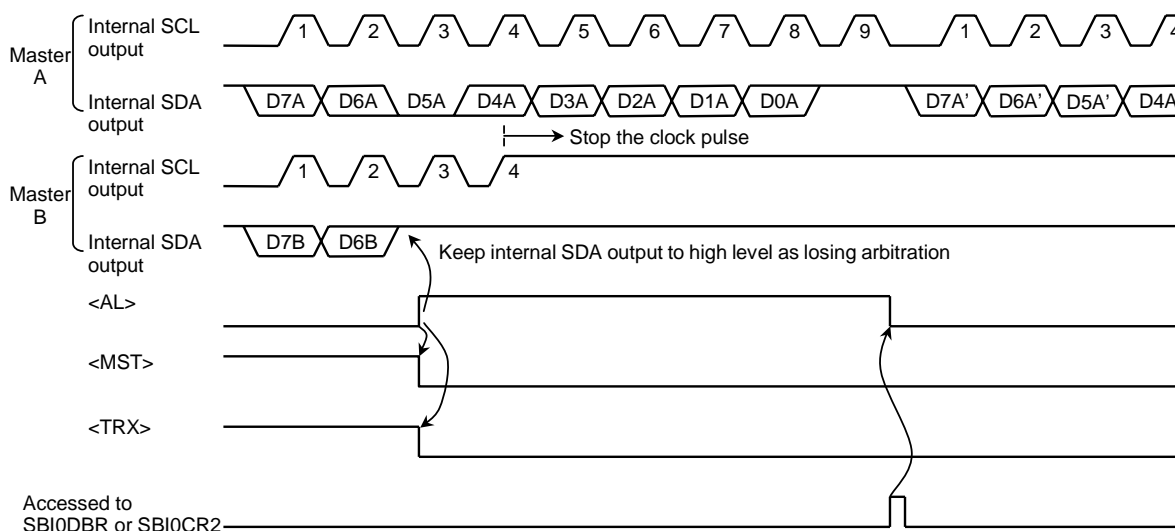 Internal SCL output 1 2 3 4 5 6 7 8 9 1 2 3 4
Master A
Internal SDA output D7A D6A D5A D4A D3A D2A D1A D0A D7A' D6A' D5A' D4A
Stop the clock pulse
Internal SCL output 1 2 3 4
Master B
Internal SDA output D7B D6B
Keep internal SDA output to high level as losing arbitration
<AL>
<MST>
<TRX>
Accessed to
SBI0DBR or SBI0CR2